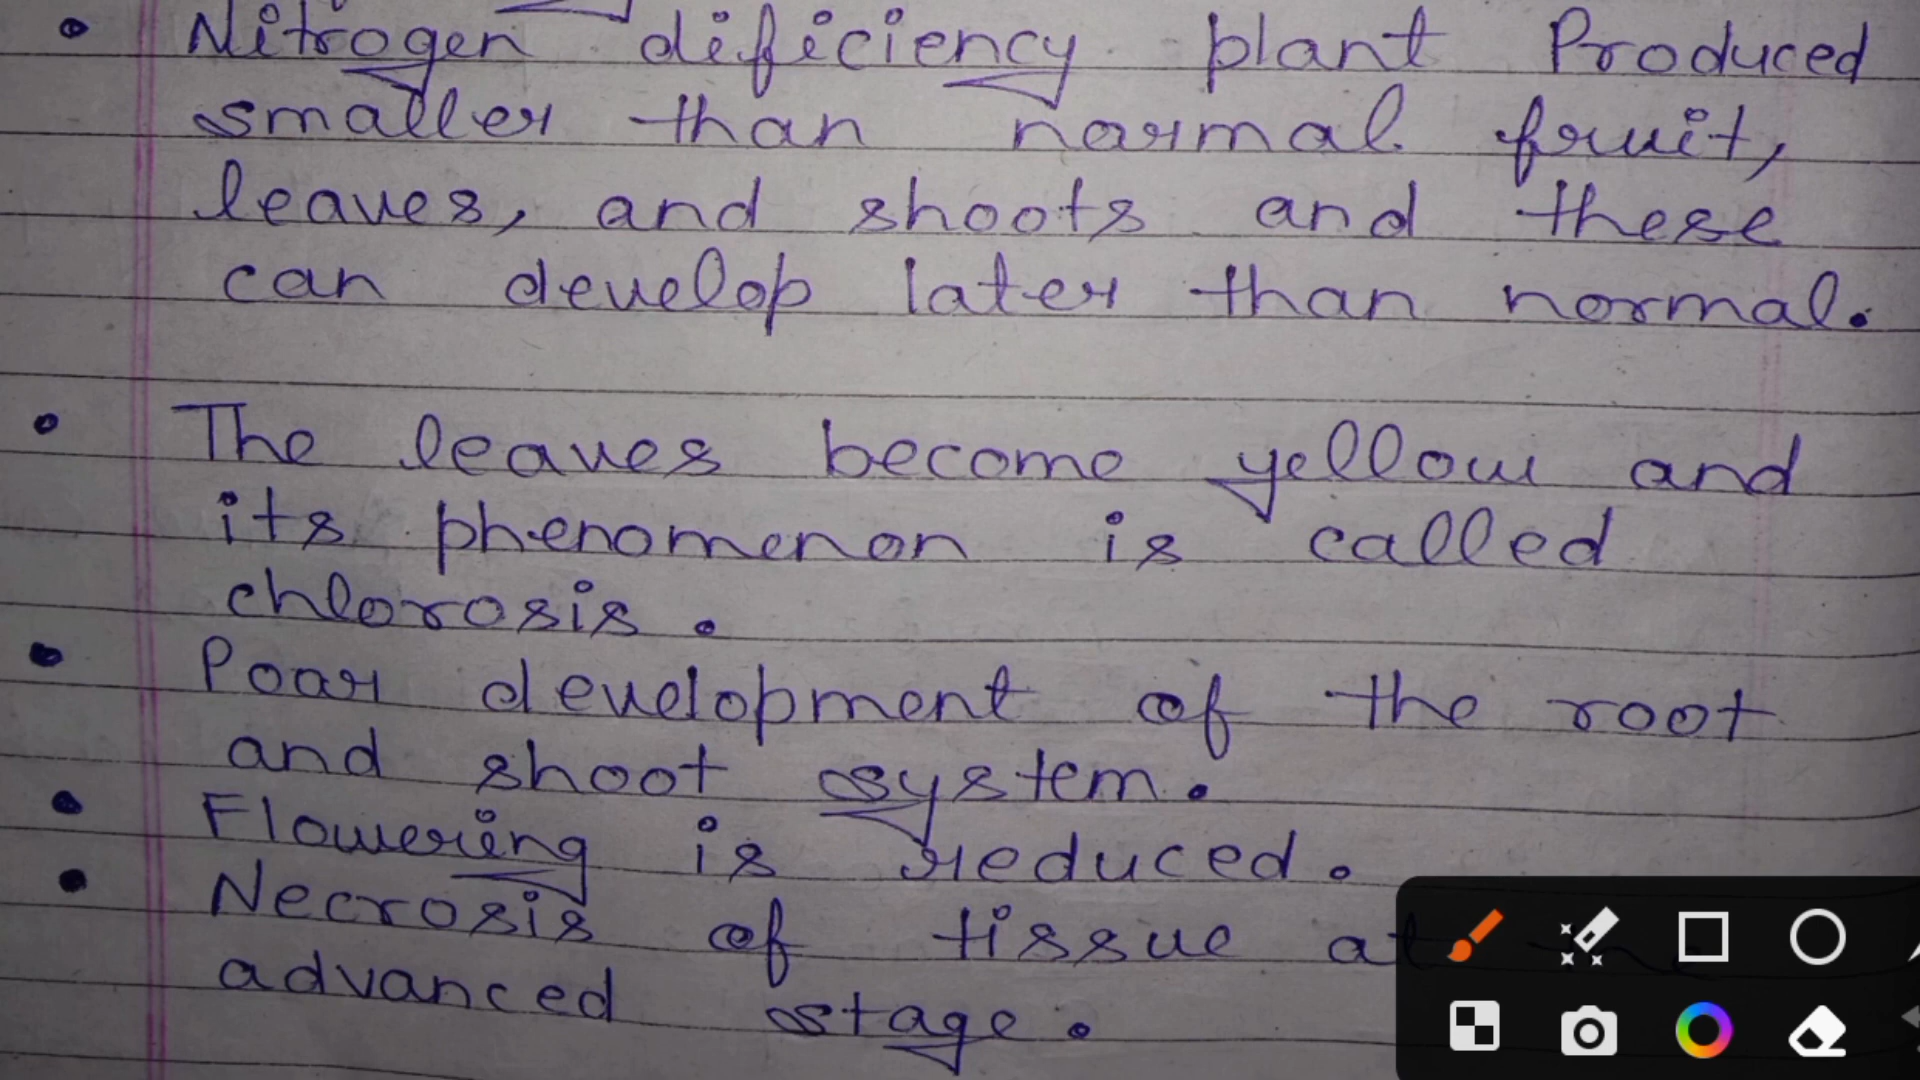 • Nitrogen dificiency plant Produced
smaller than normal fruit,
leaves, and shoots and these
can develop later than normal.
• The leaves become yellow and
its phenomenon is called
chlorosis.
• Poor development of the root
and shoot system.
• Flowering is reduced.
• Necrosis of tissue at
advanced stage.